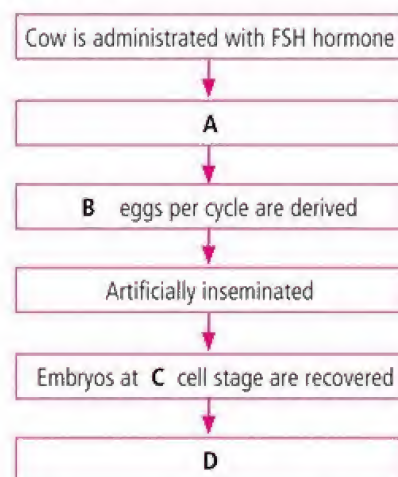 Cow is administrated with FSH hormone
A
B eggs per cycle are derived
Artificially inseminated
Embryos at C cell stage are recovered
D